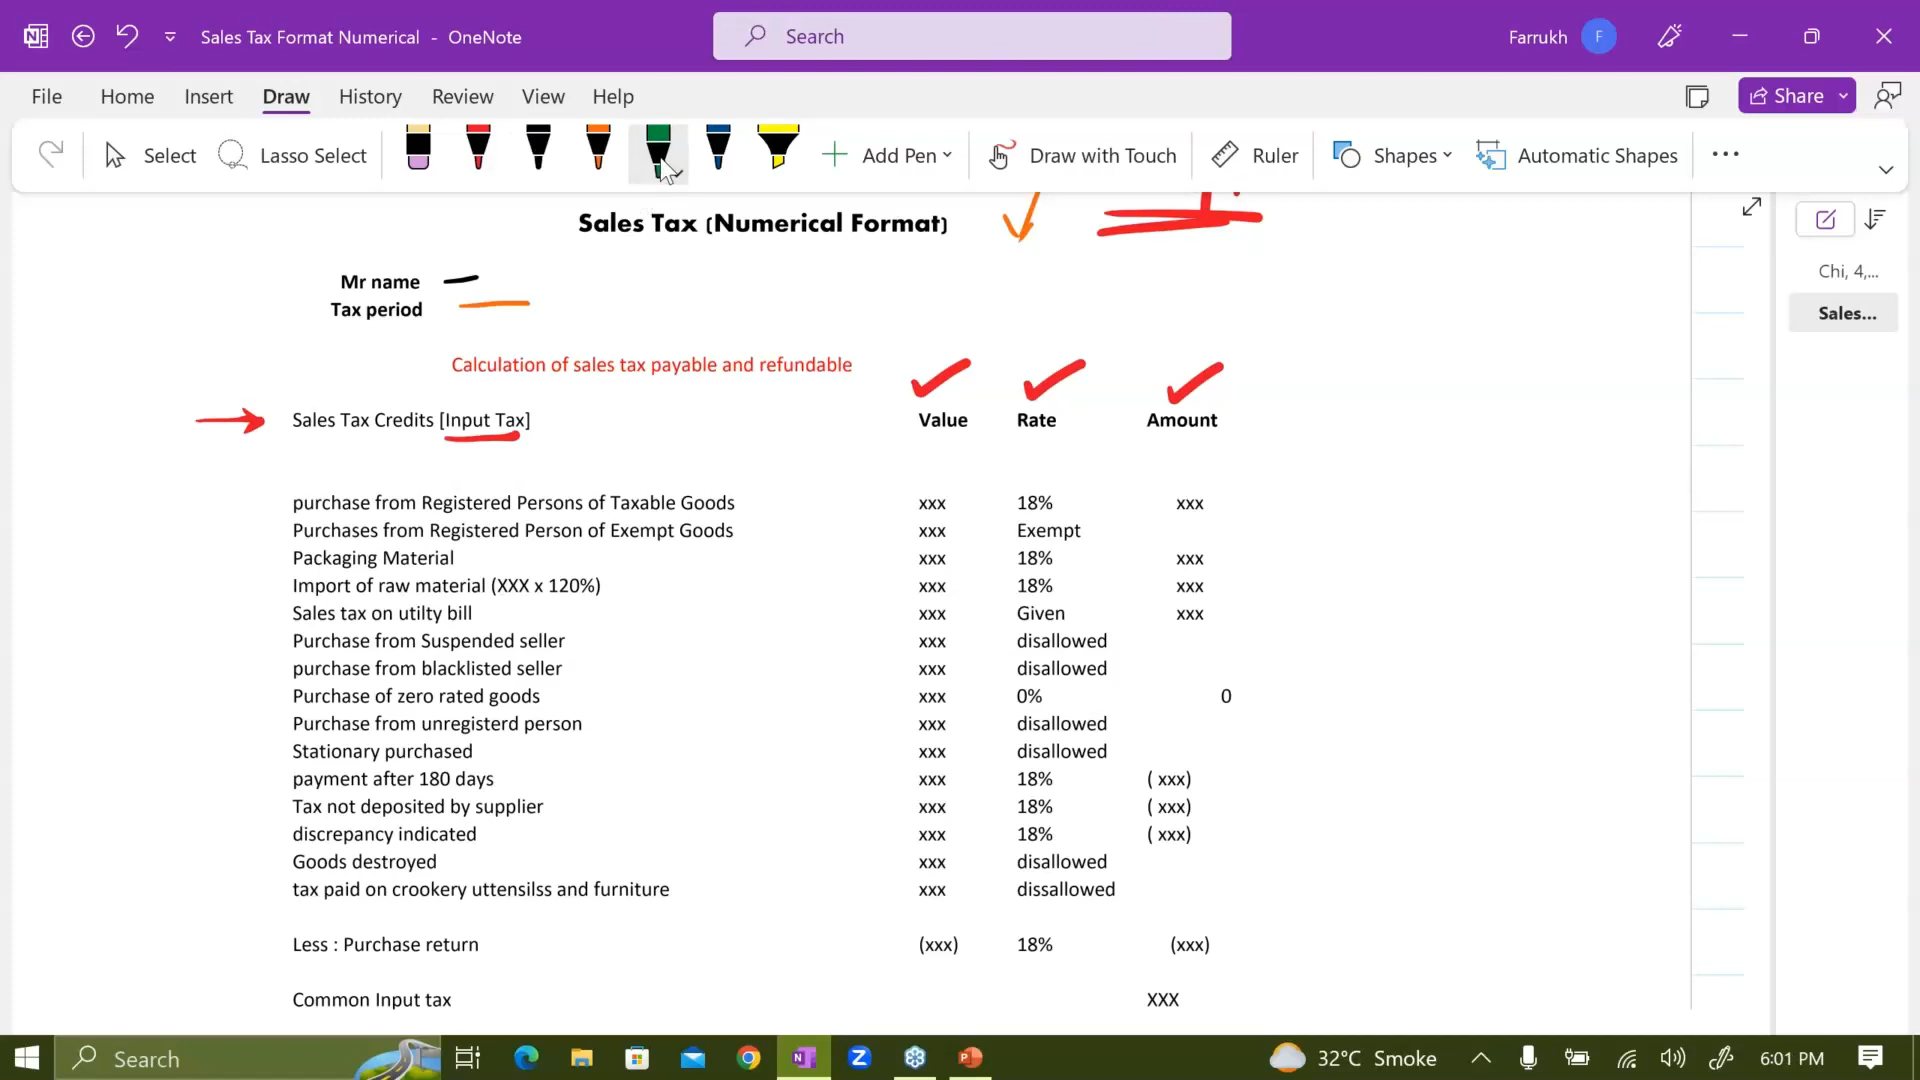 Sales Tax Format Numerical - OneNote
Search
Farrukh F
File Home Insert Draw History Review View Help Share
Select Lasso Select Add Pen Draw with Touch Ruler Shapes Automatic Shapes
Sales Tax (Numerical Format)
Mr name
Tax period
Calculation of sales tax payable and refundable
Sales Tax Credits [Input Tax] Value Rate Amount
purchase from Registered Persons of Taxable Goods xxx 18% xxx
Purchases from Registered Person of Exempt Goods xxx Exempt
Packaging Material xxx 18% xxx
Import of raw material (XXX x 120%) xxx 18% xxx
Sales tax on utilty bill xxx Given xxx
Purchase from Suspended seller xxx disallowed
purchase from blacklisted seller xxx disallowed
Purchase of zero rated goods xxx 0% 0
Purchase from unregisterd person xxx disallowed
Stationary purchased xxx disallowed
payment after 180 days xxx 18% ( xxx)
Tax not deposited by supplier xxx 18% ( xxx)
discrepancy indicated xxx 18% ( xxx)
Goods destroyed xxx disallowed
tax paid on crookery uttensilss and furniture xxx dissallowed
Less : Purchase return (xxx) 18% (xxx)
Common Input tax XXX
Chi, 4,...
Sales...
Search
32°C Smoke
6:01 PM